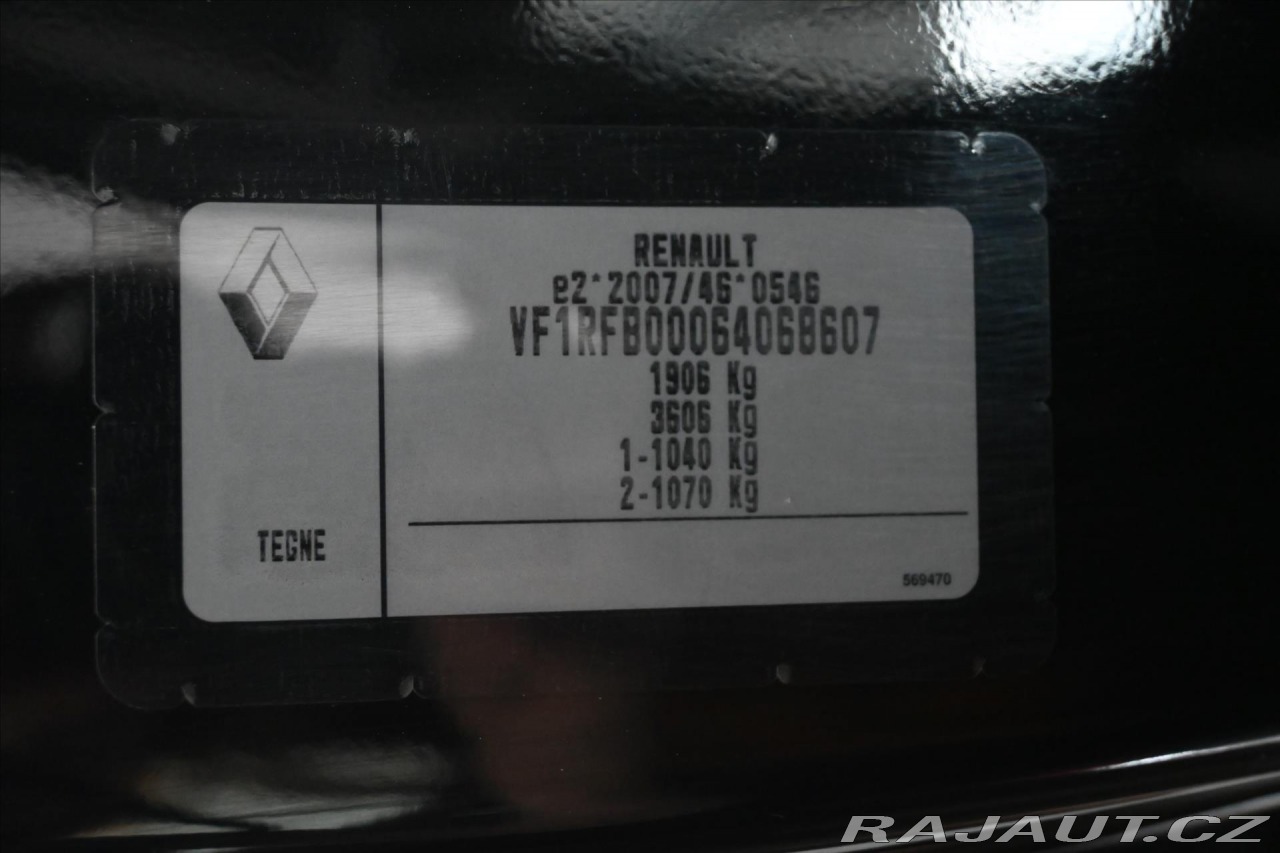 RENAULT
e2*2007/46*0546
VF1RFB00064068607
1906 Kg
3606 Kg
1-1040 Kg
2-1070 Kg
TEGNE
569470
RAJAUT.CZ